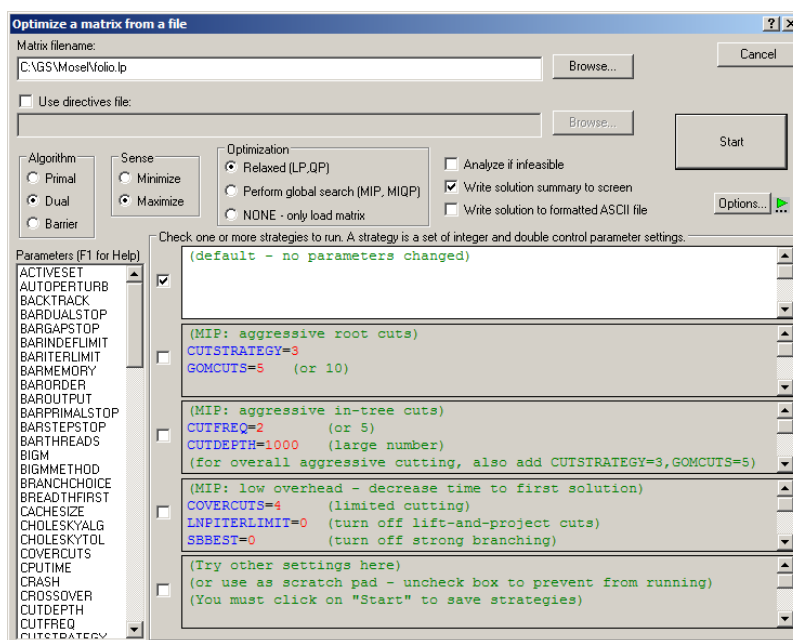 Optimize a matrix from a file
Matrix filename:
C:\GS\Mosel\folio.lp
Browse...
Cancel
Use directives file:
Browse...
Start
Algorithm
Primal
Dual
Barrier
Sense
Minimize
Maximize
Optimization
Relaxed (LP,QP)
Perform global search (MIP, MIQP)
NONE - only load matrix
Analyze if infeasible
Write solution summary to screen
Write solution to formatted ASCII file
Options...
Check one or more strategies to run. A strategy is a set of integer and double control parameter settings.
Parameters (F1 for Help)
ACTIVESET
AUTOPERTURB
BACKTRACK
BARDUALSTOP
BARGAPSTOP
BARINDEFLIMIT
BARITERLIMIT
BARMEMORY
BARORDER
BAROUTPUT
BARPRIMALSTOP
BARSTEPSTOP
BARTHREADS
BIGM
BIGMMETHOD
BRANCHCHOICE
BREADTHFIRST
CACHESIZE
CHOLESKYALG
CHOLESKYTOL
COVERCUTS
CPUTIME
CRASH
CROSSOVER
CUTDEPTH
CUTFREQ
CUTSTRATEGY
(default - no parameters changed)
(MIP: aggressive root cuts)
CUTSTRATEGY=3
GOMCUTS=5 (or 10)
(MIP: aggressive in-tree cuts)
CUTFREQ=2 (or 5)
CUTDEPTH=1000 (large number)
(for overall aggressive cutting, also add CUTSTRATEGY=3,GOMCUTS=5)
(MIP: low overhead - decrease time to first solution)
COVERCUTS=4 (limited cutting)
LNPITERLIMIT=0 (turn off lift-and-project cuts)
SBBEST=0 (turn off strong branching)
(Try other settings here)
(or use as scratch pad - uncheck box to prevent from running)
(You must click on "Start" to save strategies)